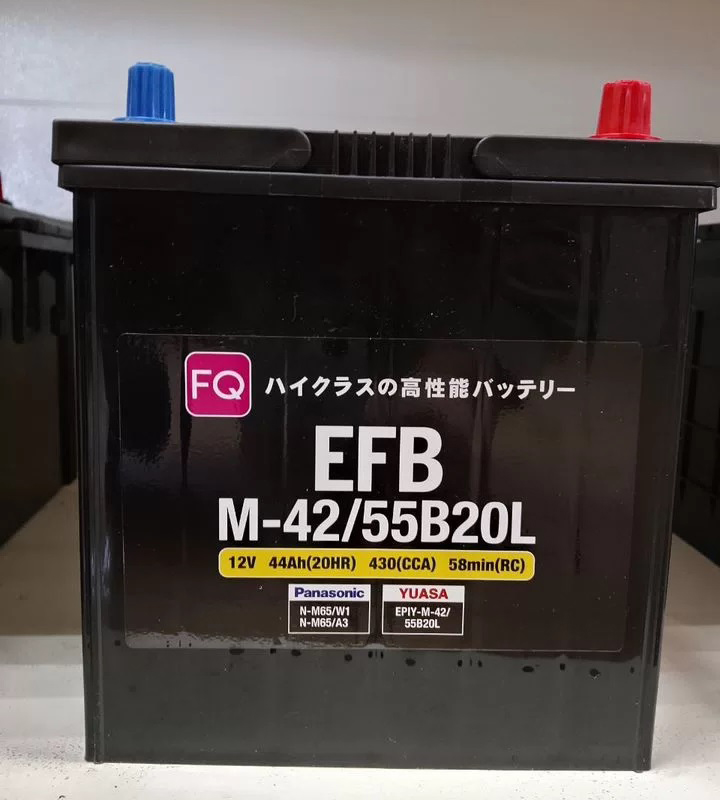 FQ ハイクラスの高性能バッテリー
EFB
M-42/55B20L
12V 44Ah(20HR) 430(CCA) 58min(RC)
Panasonic
N-M65/W1
N-M65/A3
YUASA
EPIY-M-42/
55B20L